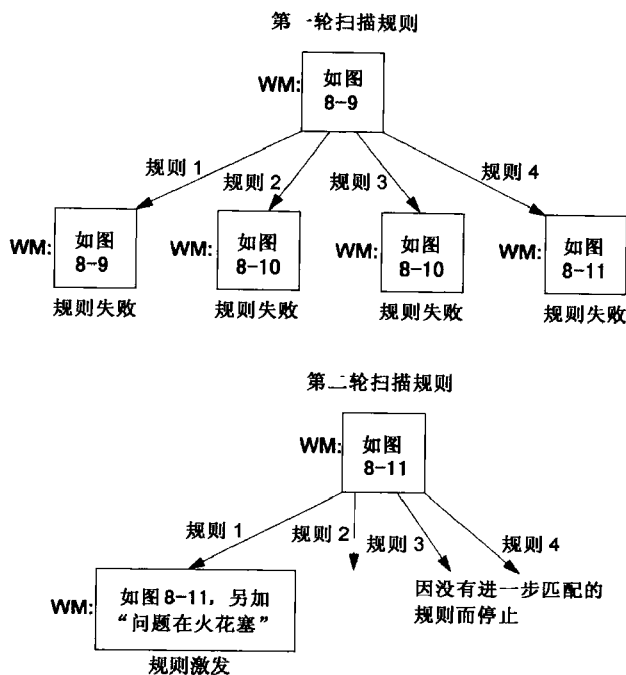 第一轮扫描规则
WM:
如图
8-9
规则 1
规则 2
规则 3
规则 4
WM:
如图
8-9
规则失败
WM:
如图
8-10
规则失败
WM:
如图
8-10
规则失败
WM:
如图
8-11
规则失败
第二轮扫描规则
WM:
如图
8-11
规则 1
规则 2
规则 3
规则 4
WM:
如图 8-11, 另加
“问题在火花塞”
规则激发
因没有进一步匹配的
规则而停止